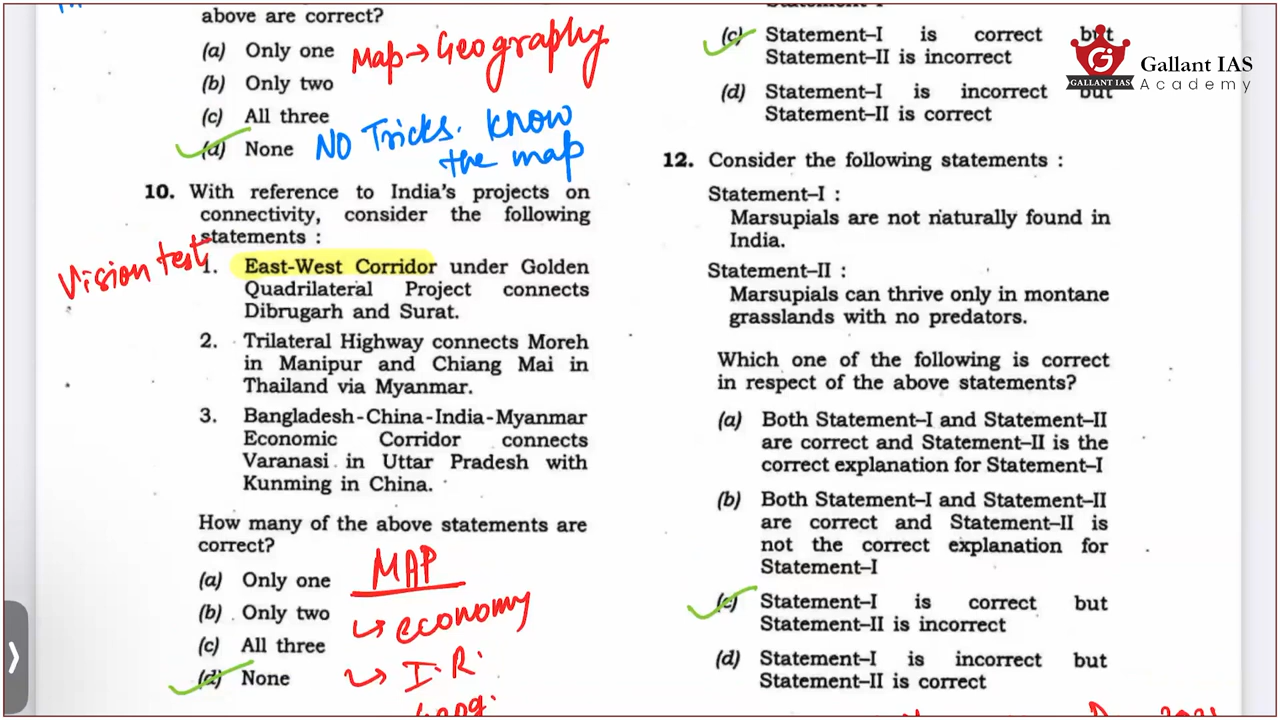 above are correct?
(a) Only one
(b) Only two
(c) All three
(d) None
Map → Geography
NO Tricks. Know
the map
10. With reference to India's projects on
connectivity, consider the following
statements :
Vision test
1. East-West Corridor under Golden
Quadrilateral Project connects
Dibrugarh and Surat.
2. Trilateral Highway connects Moreh
in Manipur and Chiang Mai in
Thailand via Myanmar.
3. Bangladesh-China-India-Myanmar
Economic Corridor connects
Varanasi in Uttar Pradesh with
Kunming in China.
How many of the above statements are
correct?
(a) Only one
(b) Only two
(c) All three
(d) None
MAP
↳ economy
↳ I.R.
Geog.
(c) Statement–I is correct but
Statement–II is incorrect
(d) Statement–I is incorrect but
Statement–II is correct
Gallant IAS
Academy
GALLANT IAS
12. Consider the following statements :
Statement–I :
Marsupials are not naturally found in
India.
Statement–II :
Marsupials can thrive only in montane
grasslands with no predators.
Which one of the following is correct
in respect of the above statements?
(a) Both Statement–I and Statement–II
are correct and Statement–II is the
correct explanation for Statement–I
(b) Both Statement–I and Statement–II
are correct and Statement–II is
not the correct explanation for
Statement–I
(c) Statement–I is correct but
Statement–II is incorrect
(d) Statement–I is incorrect but
Statement–II is correct